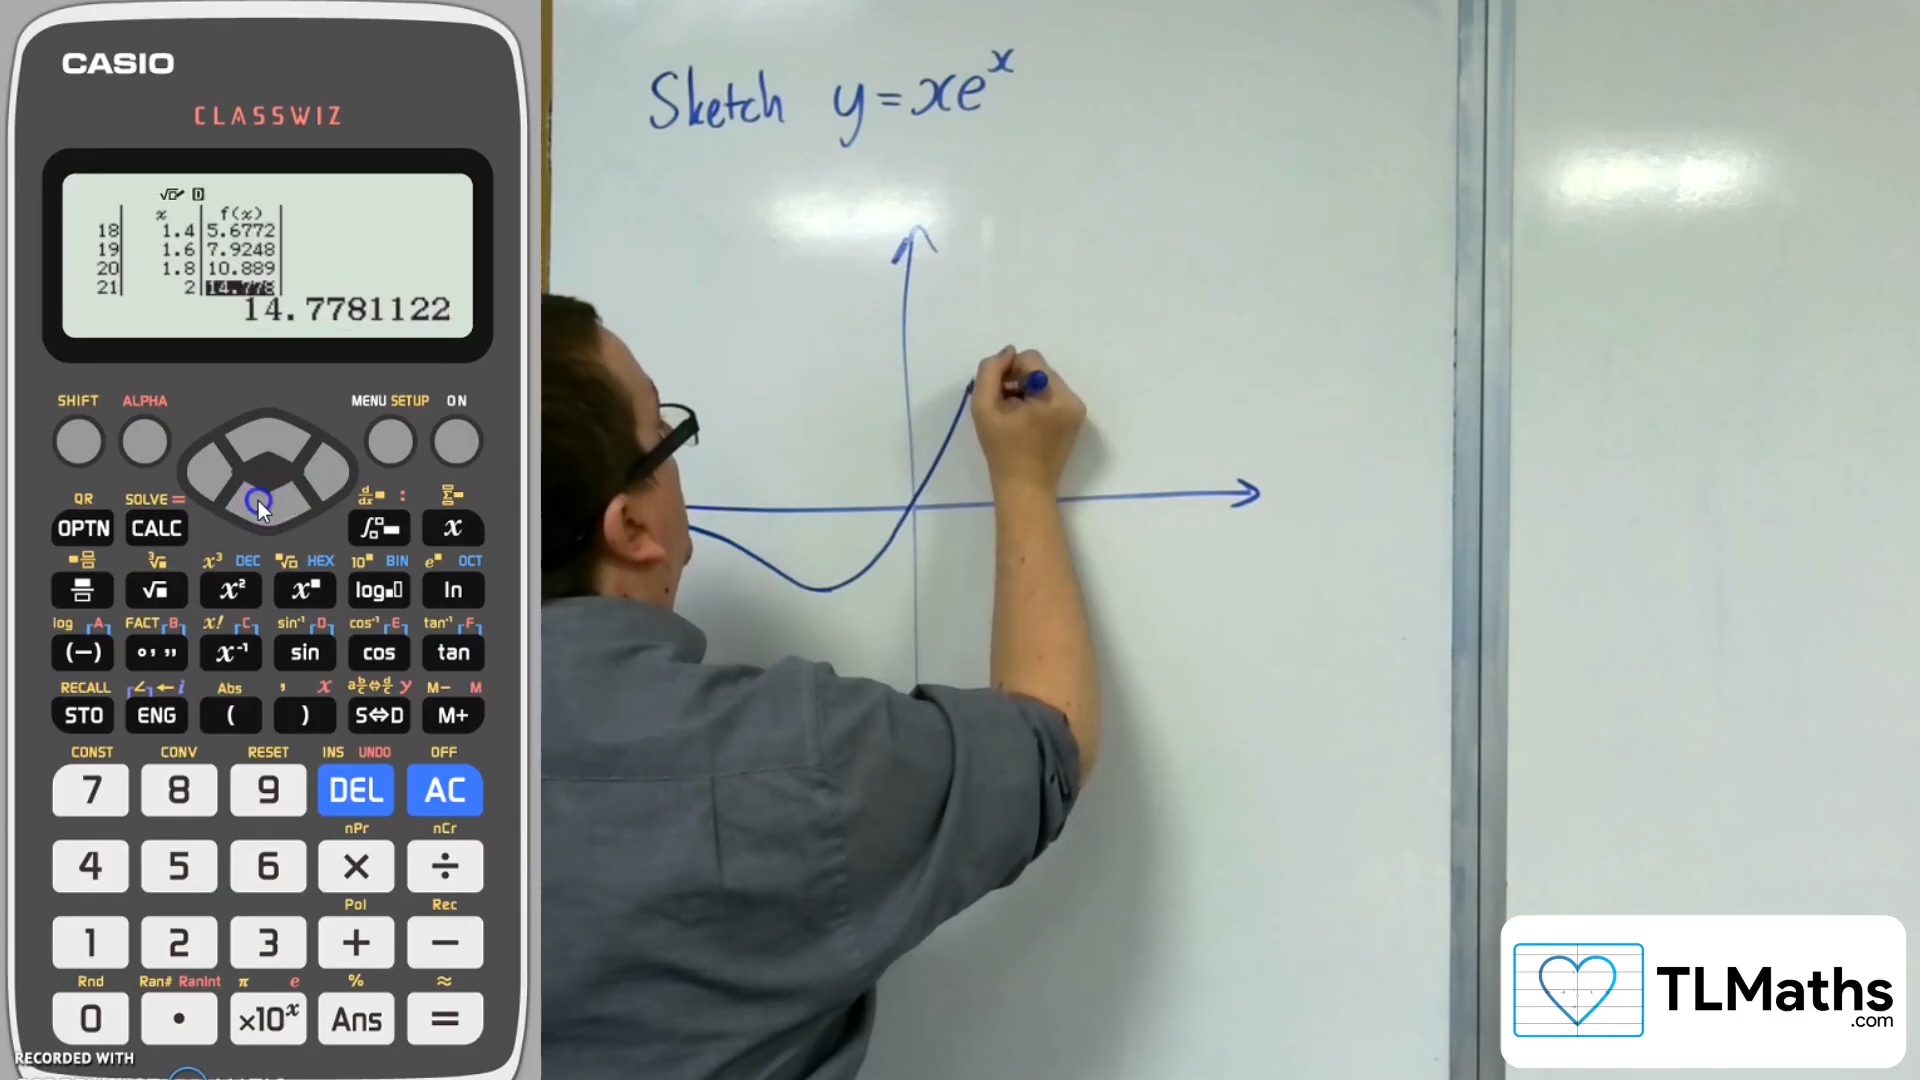 CASIO
CLASSWIZ
x f(x)
18 1.4 5.6772
19 1.6 7.9248
20 1.8 10.889
21 2 14.778
14.7781122
SHIFT ALPHA MENU SETUP ON
QR SOLVE = d/dx■ : Σ■
OPTN CALC ∫■ x
■■/■ ³√■ x³ DEC ■√■ HEX 10■ BIN e■ OCT
■/■ √■ x² x■ log■□ ln
log A FACT B x! C sin⁻¹ D cos⁻¹ E tan⁻¹ F
(−) °′″ x⁻¹ sin cos tan
RECALL ∠ ← i Abs , x a b/c⇔d/c y M− M
STO ENG ( ) S⇔D M+
CONST CONV RESET INS UNDO OFF
7 8 9 DEL AC
nPr nCr
4 5 6 × ÷
Pol Rec
1 2 3 + −
Rnd Ran# RanInt π e % ≈
0 • ×10ˣ Ans =
RECORDED WITH
Sketch y=xeˣ
TLMaths
.com